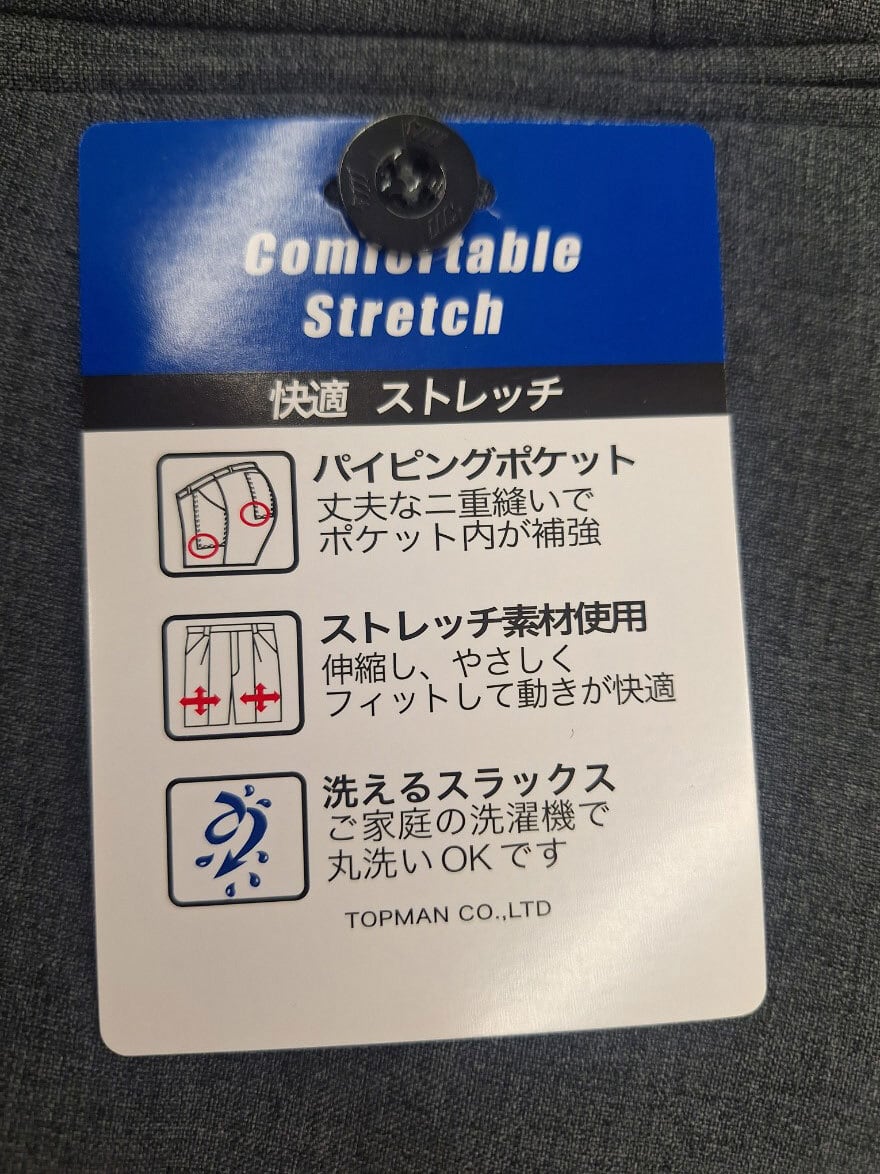 Comfortable
Stretch
快適 ストレッチ
パイピングポケット
丈夫な二重縫いで
ポケット内が補強
ストレッチ素材使用
伸縮し、やさしく
フィットして動きが快適
洗えるスラックス
ご家庭の洗濯機で
丸洗いOKです
TOPMAN CO.,LTD